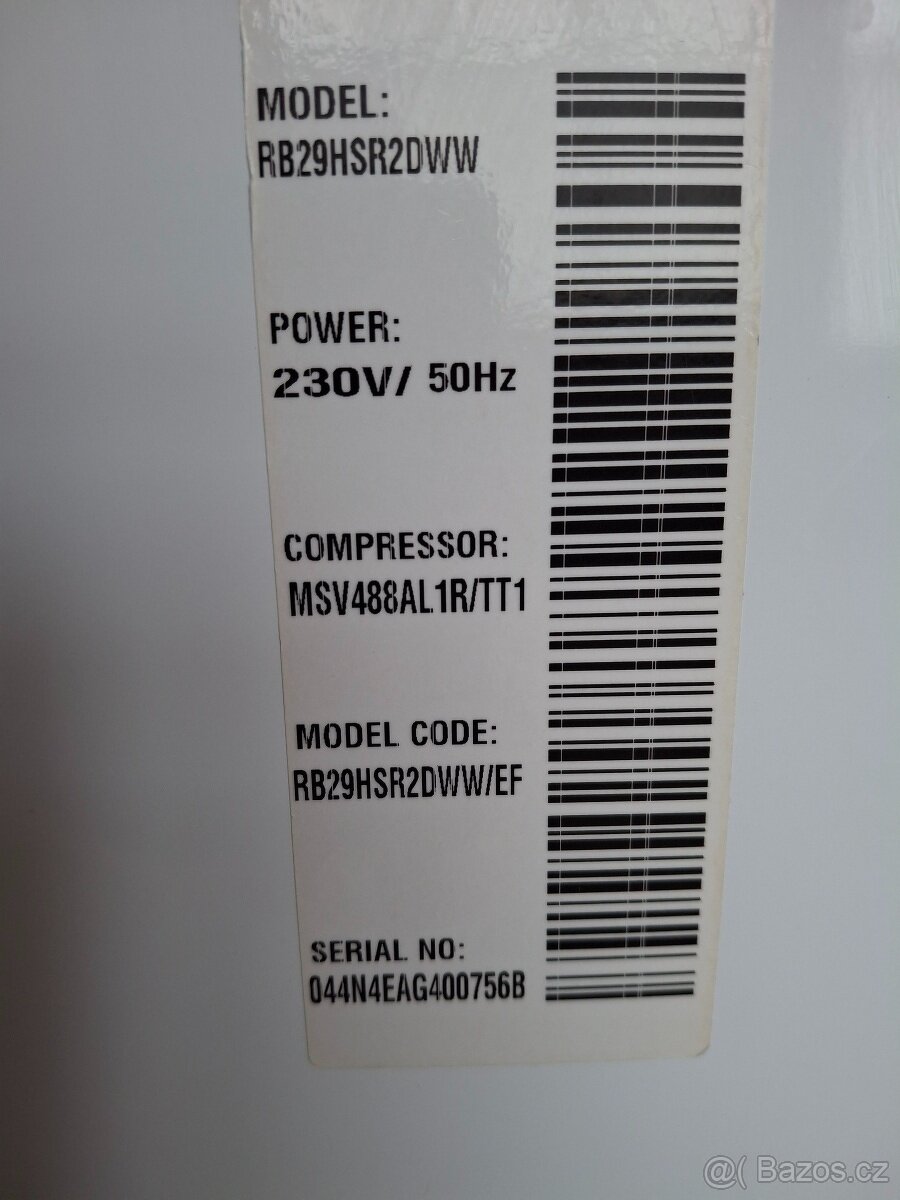 MODEL:
RB29HSR2DWW
POWER:
230V/ 50Hz
COMPRESSOR:
MSV488AL1R/TT1
MODEL CODE:
RB29HSR2DWW/EF
SERIAL NO:
044N4EAG400756B
@( Bazos.cz